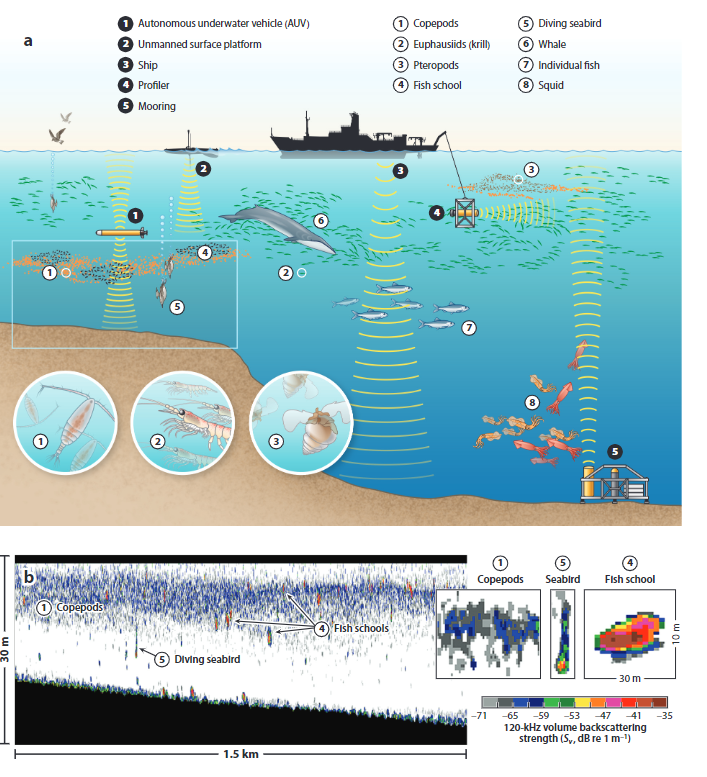 a
1 Autonomous underwater vehicle (AUV)
2 Unmanned surface platform
3 Ship
4 Profiler
5 Mooring
1 Copepods
2 Euphausiids (krill)
3 Pteropods
4 Fish school
5 Diving seabird
6 Whale
7 Individual fish
8 Squid
2
3
3
1
4
6
4
1
2
5
7
8
5
1
2
3
b
1 Copepods
4 Fish schools
5 Diving seabird
30 m
1.5 km
1
Copepods
5
Seabird
4
Fish school
10 m
30 m
–71 –65 –59 –53 –47 –41 –35
120-kHz volume backscattering
strength (Sv, dB re 1 m–1)